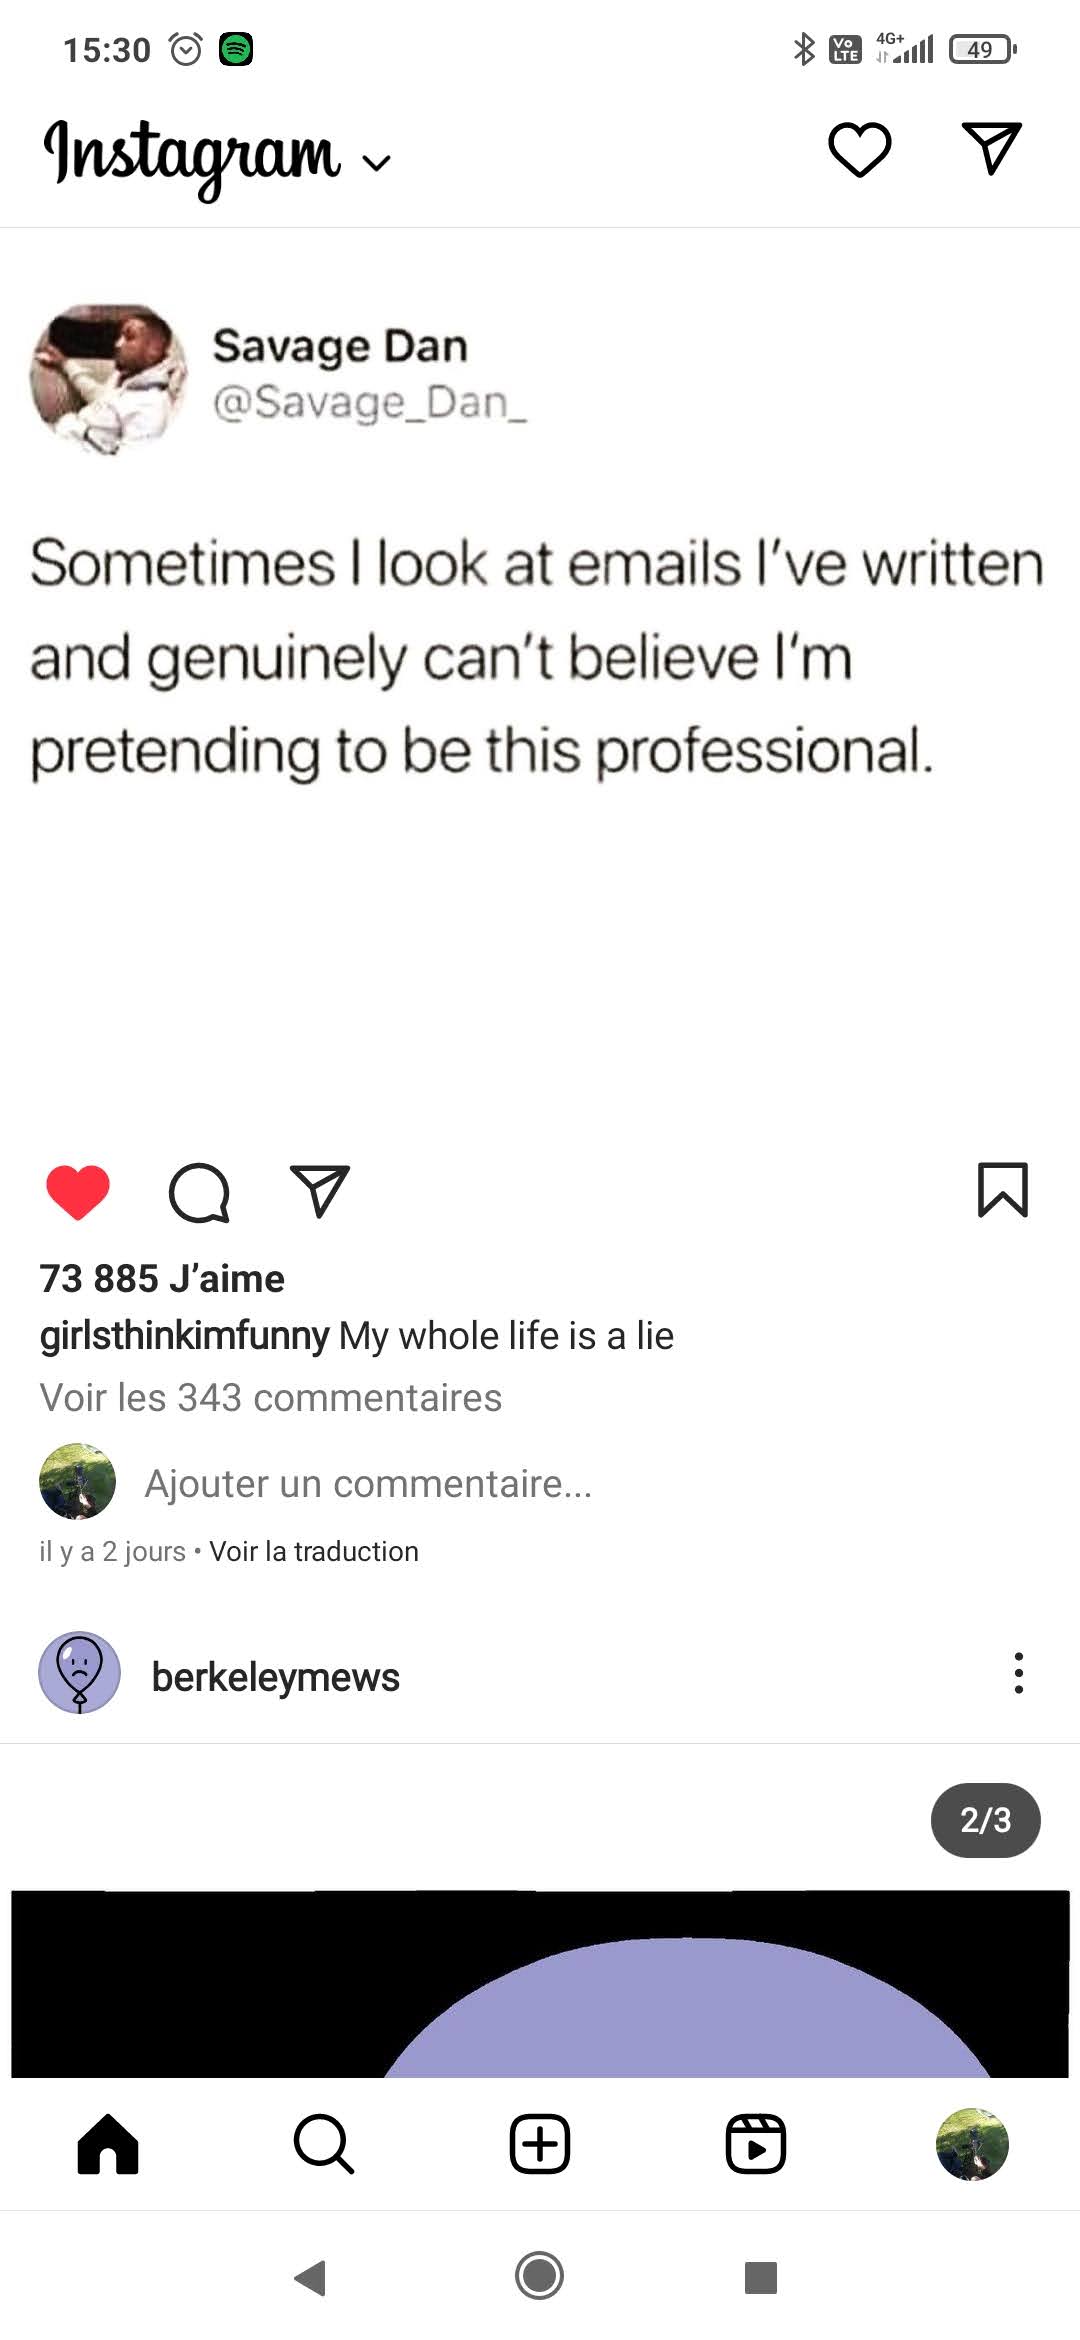 15:30 Vo LTE 4G+ 49
Instagram
Savage Dan
@Savage_Dan_
Sometimes I look at emails I've written
and genuinely can't believe I'm
pretending to be this professional.
73 885 J’aime
girlsthinkimfunny My whole life is a lie
Voir les 343 commentaires
Ajouter un commentaire...
il y a 2 jours • Voir la traduction
berkeleymews
2/3